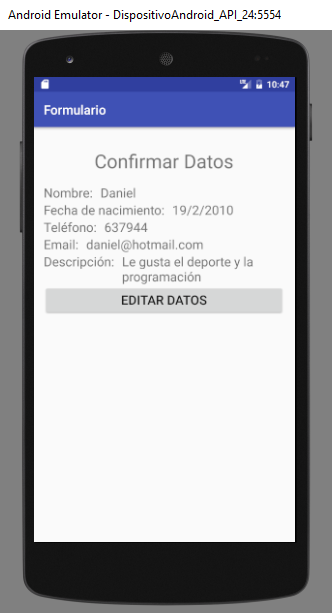 Android Emulator - DispositivoAndroid_API_24:5554
10:47
Formulario
Confirmar Datos
Nombre: Daniel
Fecha de nacimiento: 19/2/2010
Teléfono: 637944
Email: daniel@hotmail.com
Descripción: Le gusta el deporte y la
programación
EDITAR DATOS